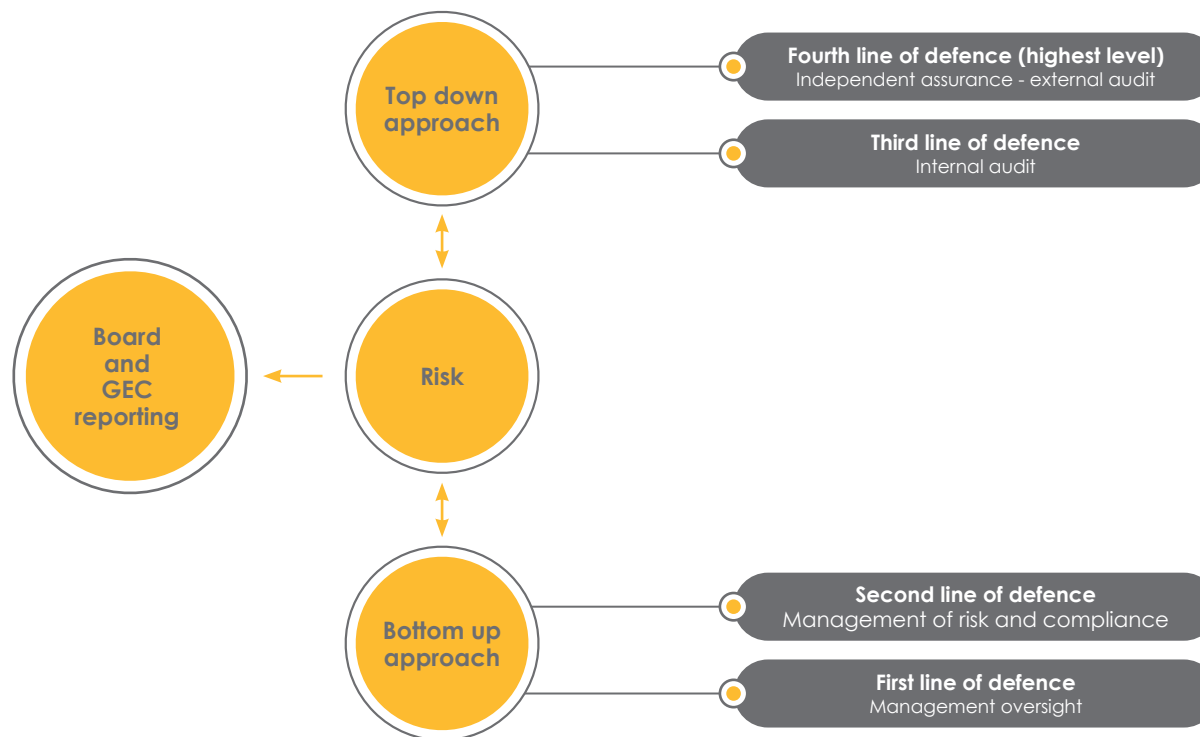 Top down
approach
Fourth line of defence (highest level)
Independent assurance - external audit
Third line of defence
Internal audit
Board
and
GEC
reporting
Risk
Bottom up
approach
Second line of defence
Management of risk and compliance
First line of defence
Management oversight